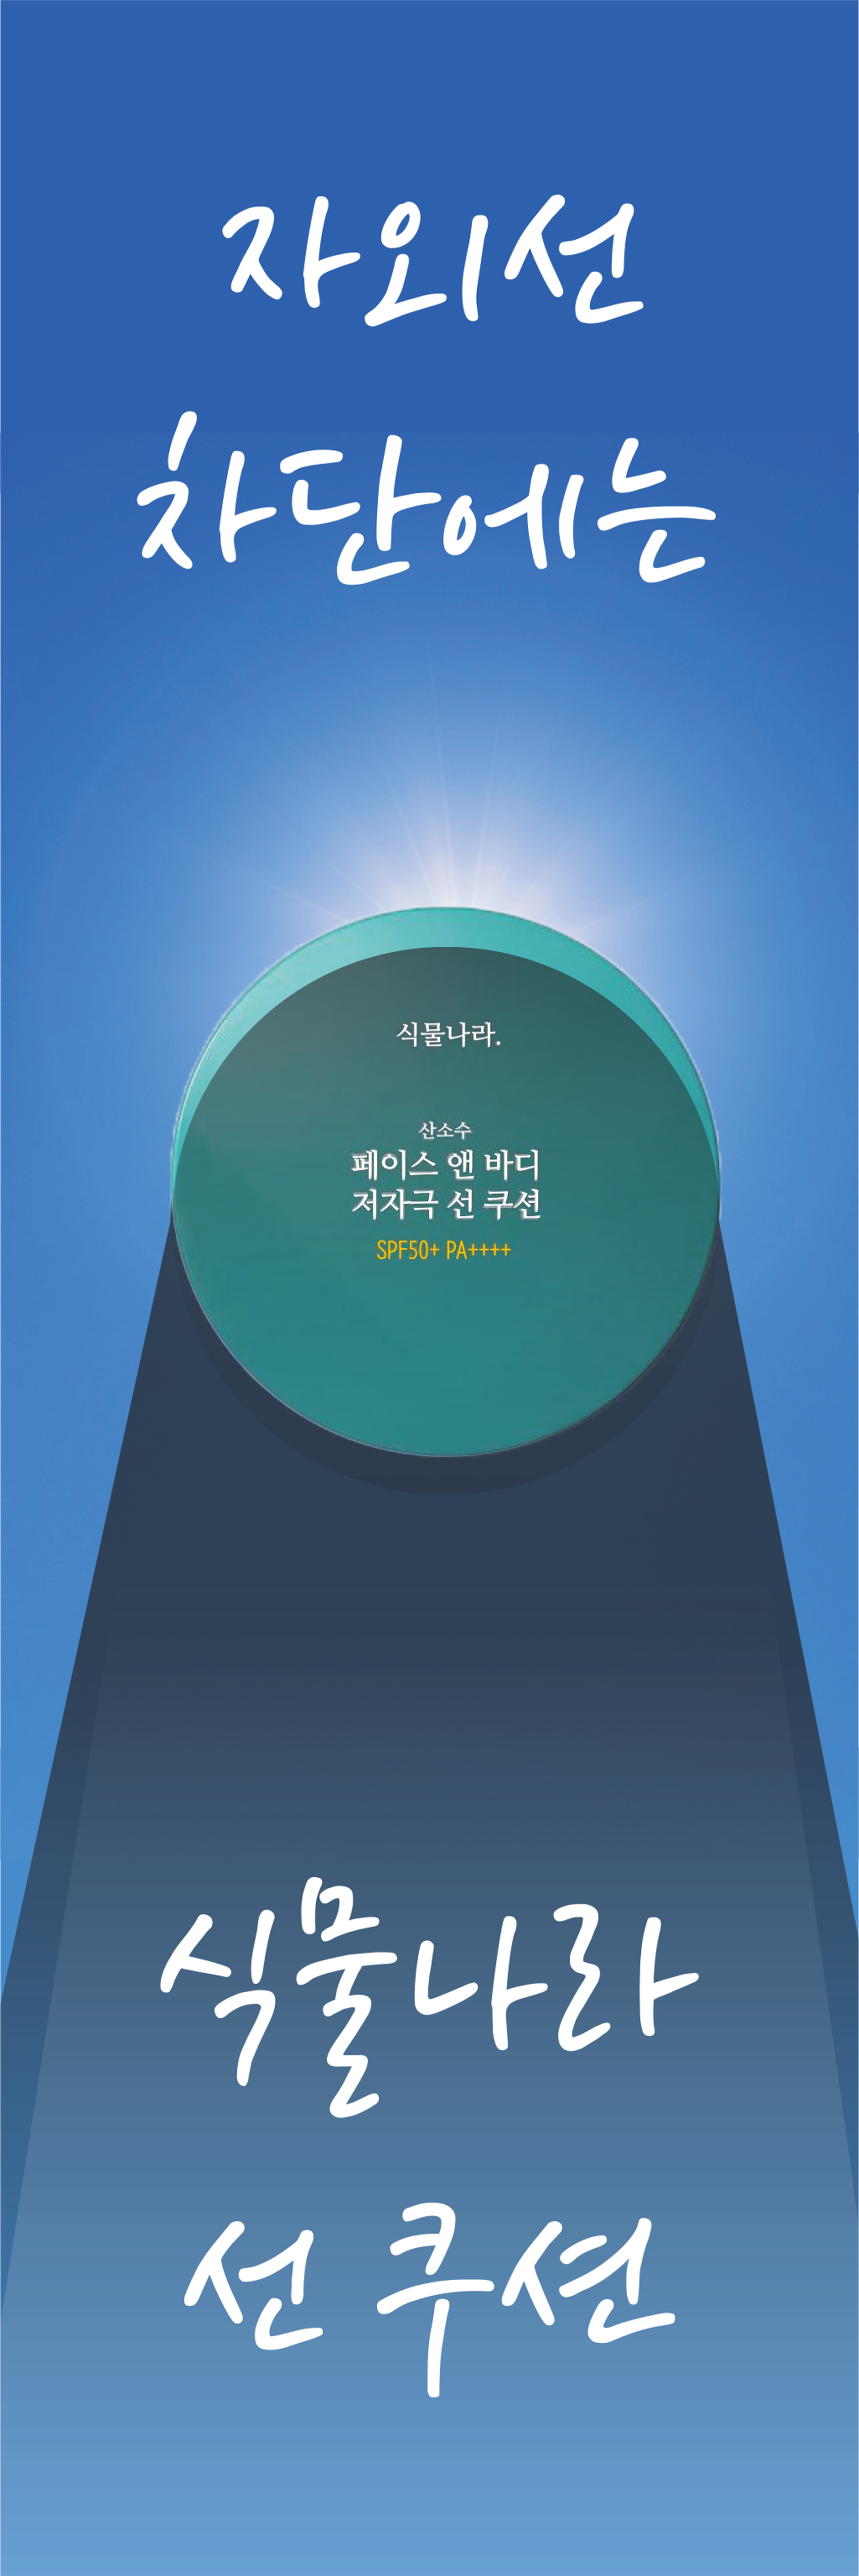 자외선
차단에는
식물나라.
산소수
페이스 앤 바디
저자극 선 쿠션
SPF50+ PA++++
식물나라
선 쿠션